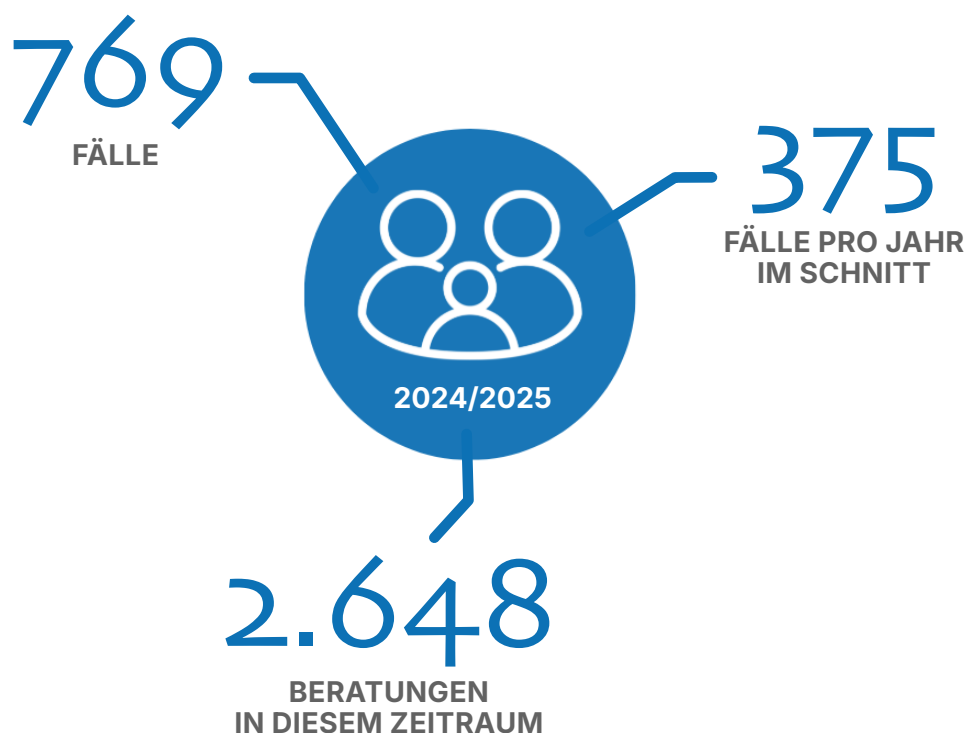 769
FÄLLE
375
FÄLLE PRO JAHR
IM SCHNITT
2024/2025
2.648
BERATUNGEN
IN DIESEM ZEITRAUM